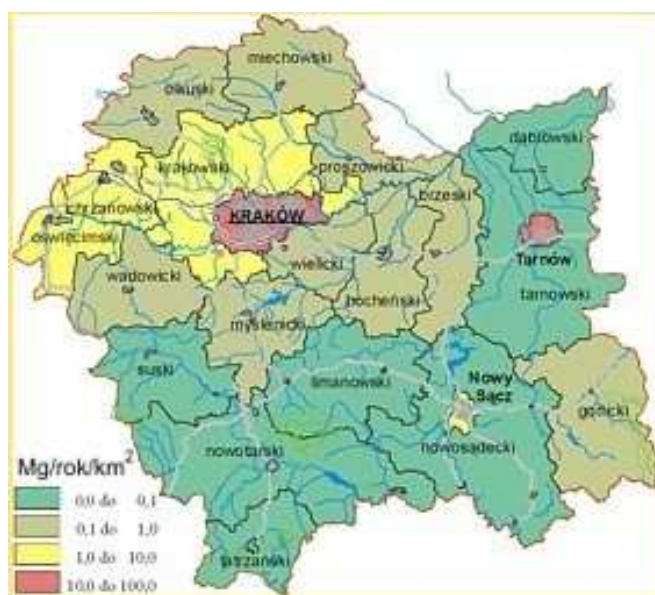 miechowski
olkuski
dąbrowski
krakowski
proszowicki
brzeski
chrzanowski
KRAKÓW
oświęcimski
wielicki
Tarnów
wadowicki
bocheński
tarnowski
myślenicki
suski
limanowski
Nowy
Sącz
gorlicki
nowotarski
nowosądecki
tatrzański
Mg/rok/km²
0,0 do 0,1
0,1 do 1,0
1,0 do 10,0
10,0 do 100,0